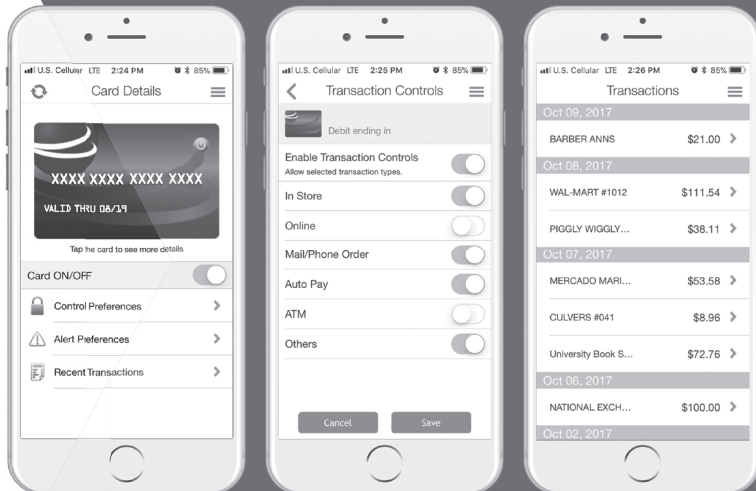 U.S. Cellular LTE 2:24 PM 85%
Card Details
XXXX XXXX XXXX XXXX
VALID THRU 08/19
Tap the card to see more details
Card ON/OFF
Control Preferences
Alert Preferences
Recent Transactions
U.S. Cellular LTE 2:25 PM 85%
Transaction Controls
Debit ending in
Enable Transaction Controls
Allow selected transaction types.
In Store
Online
Mail/Phone Order
Auto Pay
ATM
Others
Cancel Save
U.S. Cellular LTE 2:26 PM 85%
Transactions
Oct 09, 2017
BARBER ANNS $21.00
Oct 08, 2017
WAL-MART #1012 $111.54
PIGGLY WIGGLY... $38.11
Oct 07, 2017
MERCADO MARI... $53.58
CULVERS #041 $8.96
University Book S... $72.76
Oct 06, 2017
NATIONAL EXCH... $100.00
Oct 02, 2017